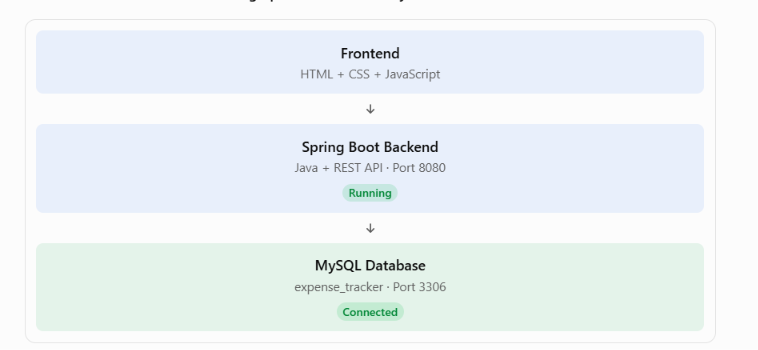 Frontend
HTML + CSS + JavaScript
↓
Spring Boot Backend
Java + REST API · Port 8080
Running
↓
MySQL Database
expense_tracker · Port 3306
Connected